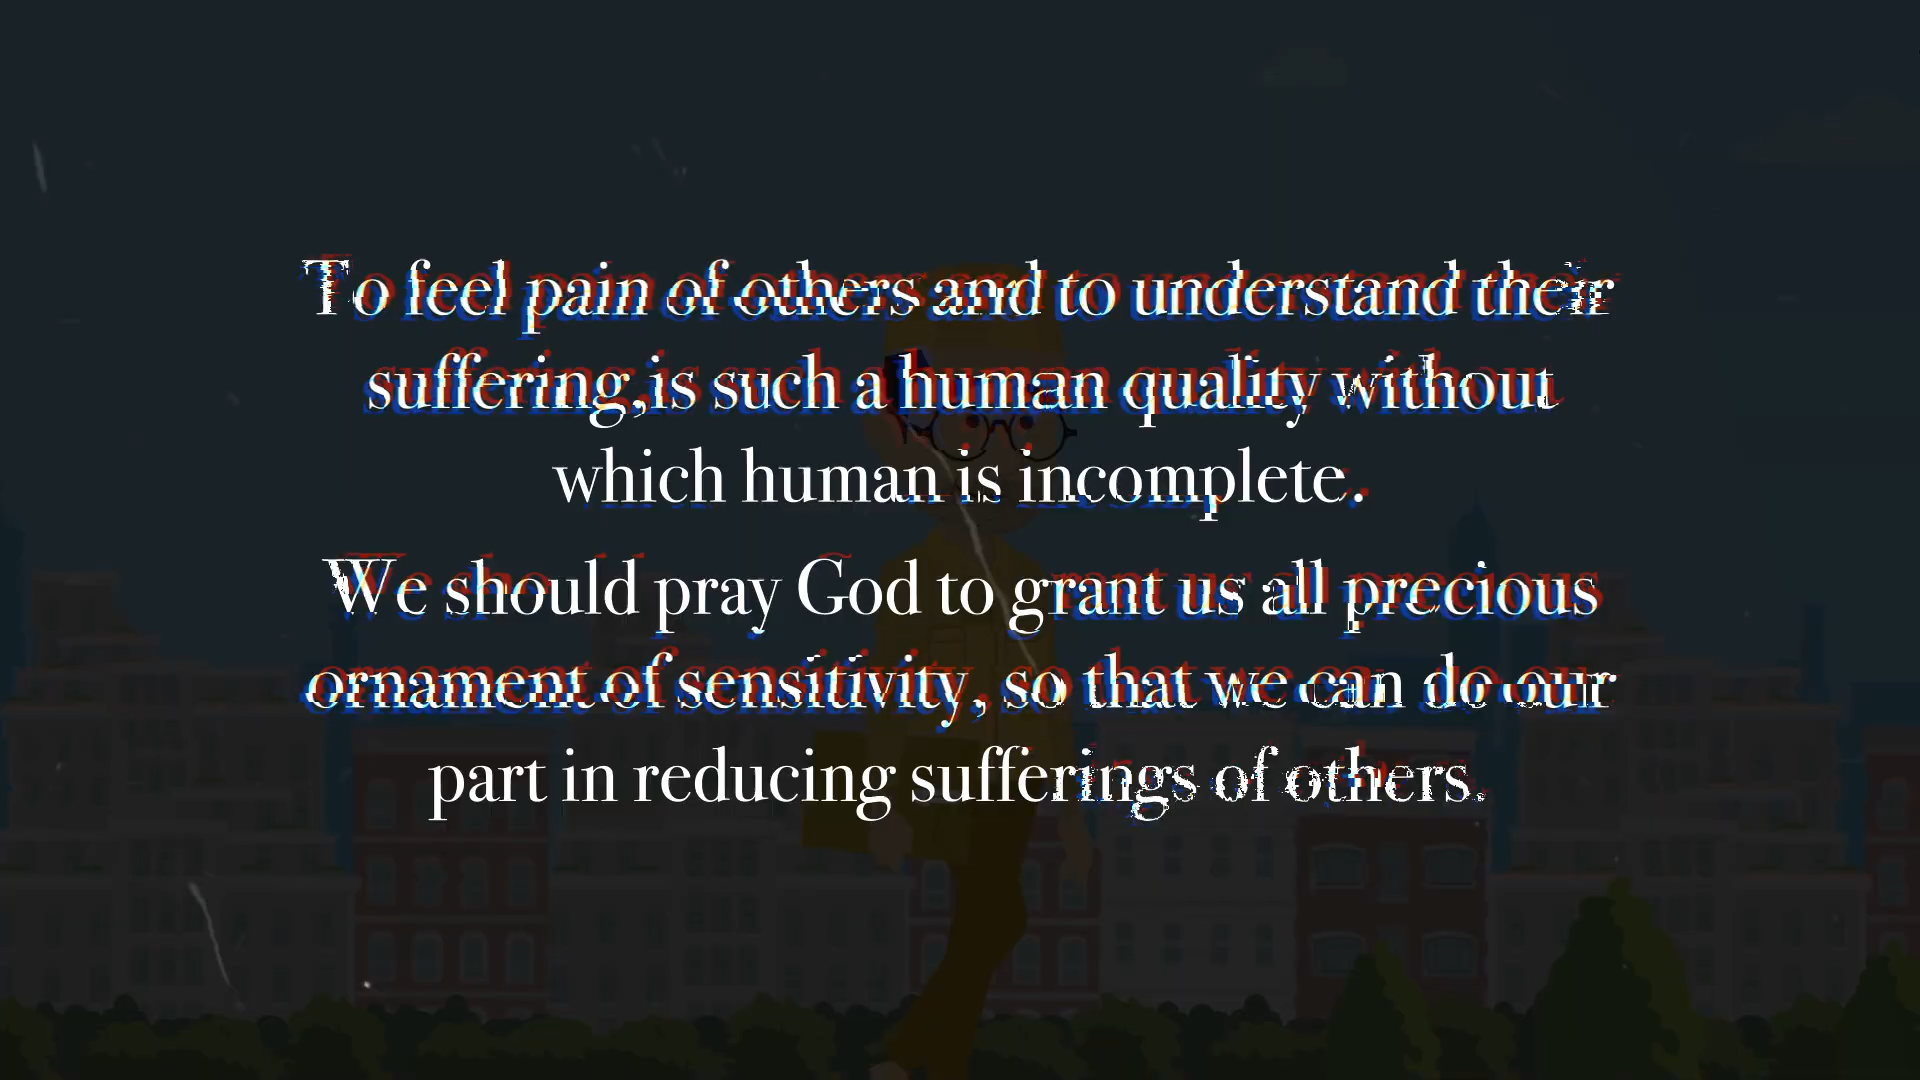 To feel pain of others and to understand their
suffering,is such a human quality without
which human is incomplete.
We should pray God to grant us all precious
ornament of sensitivity, so that we can do our
part in reducing sufferings of others.